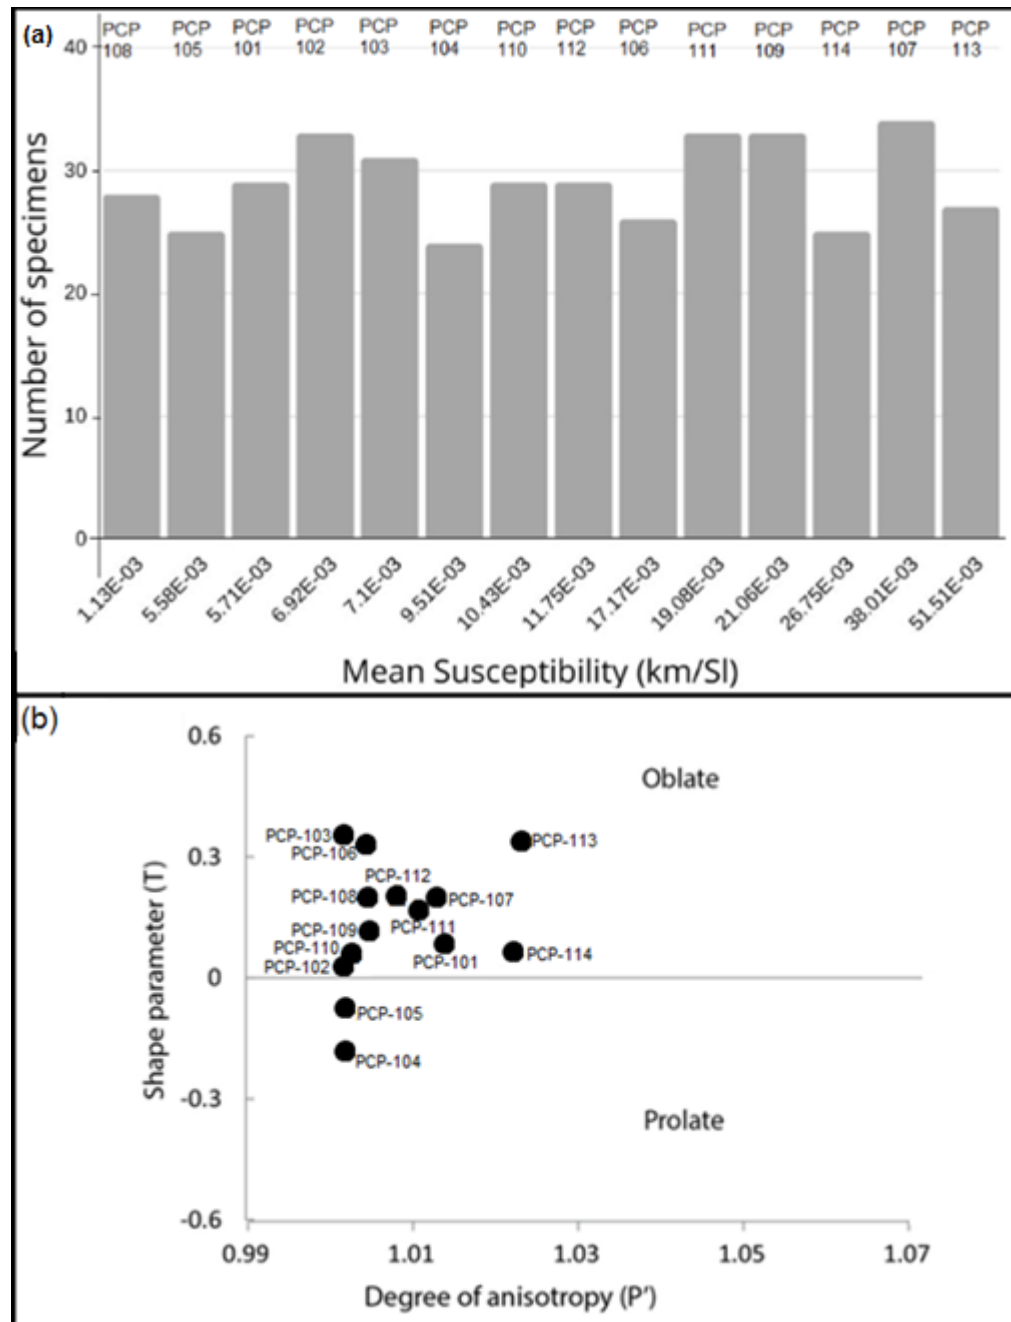 (a)
PCP PCP PCP PCP PCP PCP PCP PCP PCP PCP PCP PCP PCP PCP
108 105 101 102 103 104 110 112 106 111 109 114 107 113
40
30
20
10
0
Number of specimens
1.13E-03 5.58E-03 5.71E-03 6.92E-03 7.1E-03 9.51E-03 10.43E-03 11.75E-03 17.17E-03 19.08E-03 21.06E-03 26.75E-03 38.01E-03 51.51E-03
Mean Susceptibility (km/Sl)
(b)
0.6
Oblate
PCP-103
PCP-113
PCP-106
0.3
PCP-112
PCP-108
PCP-107
PCP-111
PCP-109
PCP-110
PCP-101
PCP-114
PCP-102
0
PCP-105
PCP-104
-0.3
Prolate
-0.6
Shape parameter (T)
0.99 1.01 1.03 1.05 1.07
Degree of anisotropy (P')